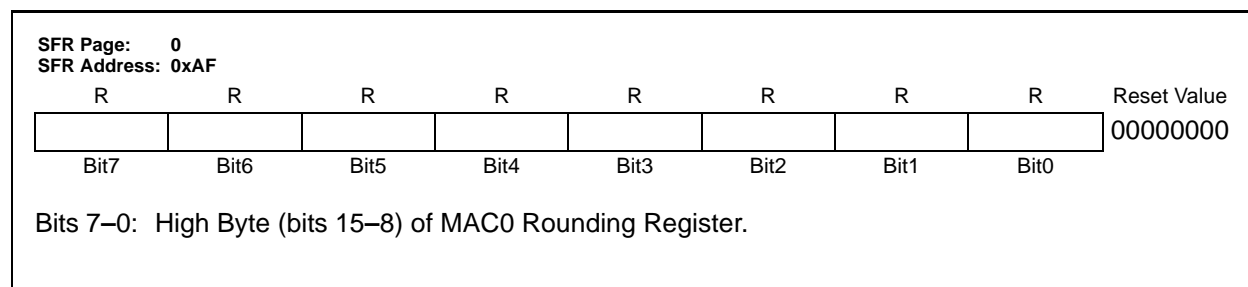 SFR Page: 0
SFR Address: 0xAF
R R R R R R R R Reset Value
00000000
Bit7 Bit6 Bit5 Bit4 Bit3 Bit2 Bit1 Bit0
Bits 7–0: High Byte (bits 15–8) of MAC0 Rounding Register.